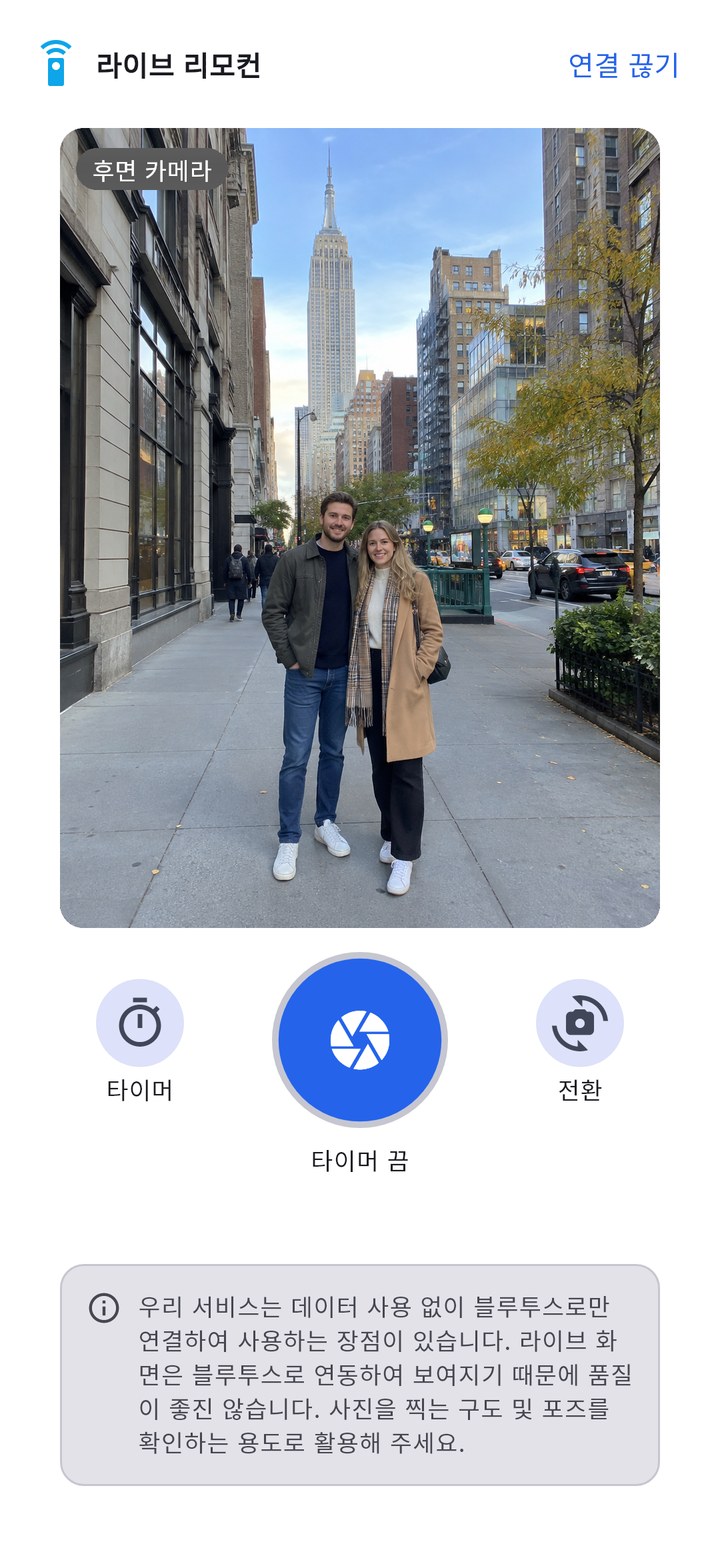 라이브 리모컨
연결 끊기
후면 카메라
타이머
전환
타이머 끔
우리 서비스는 데이터 사용 없이 블루투스로만
연결하여 사용하는 장점이 있습니다. 라이브 화
면은 블루투스로 연동하여 보여지기 때문에 품질
이 좋진 않습니다. 사진을 찍는 구도 및 포즈를
확인하는 용도로 활용해 주세요.